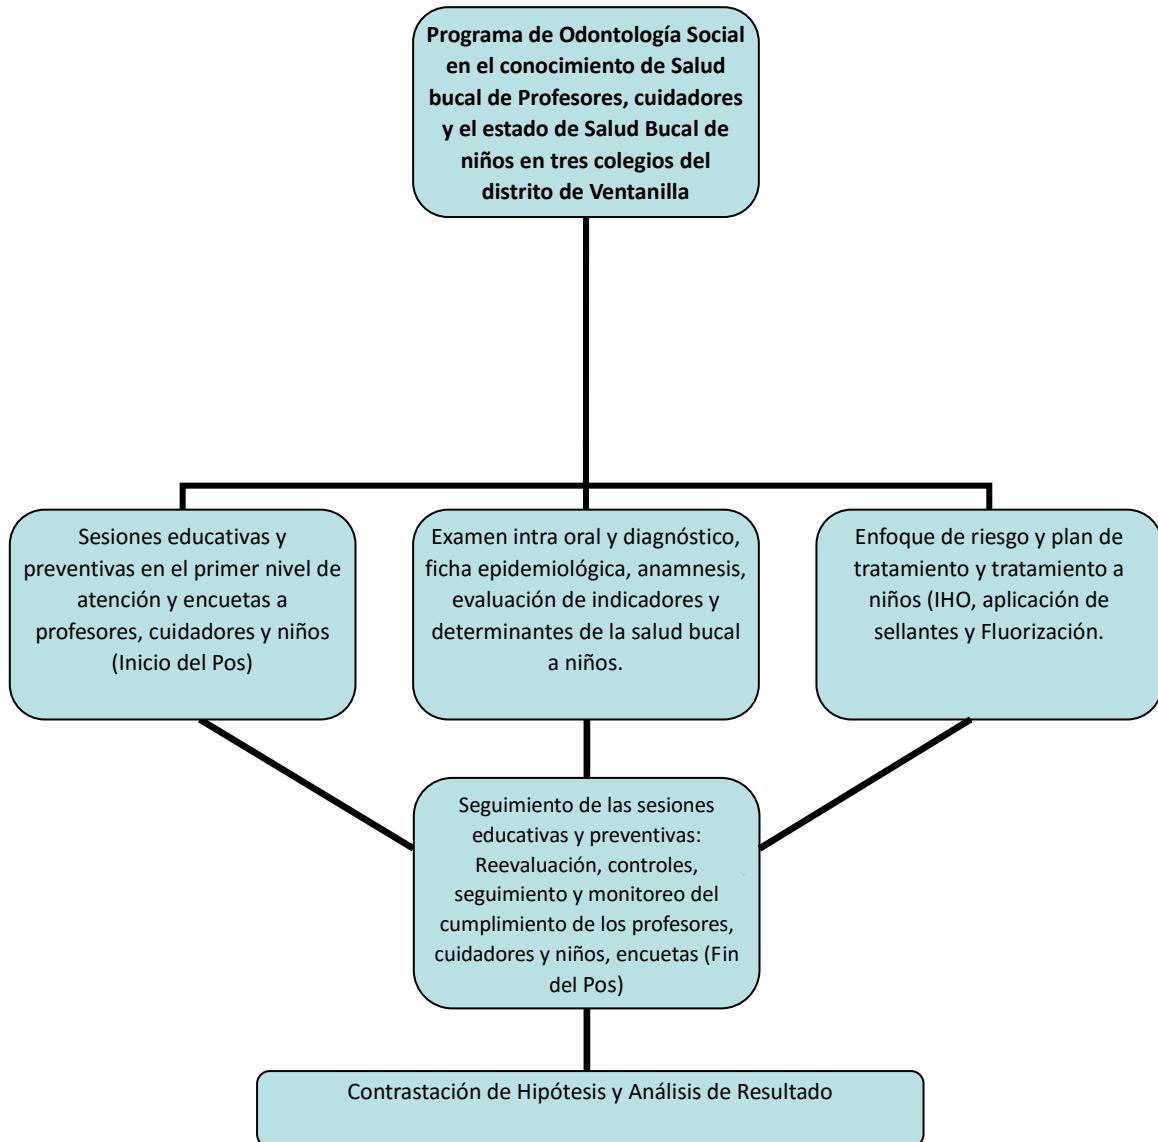 Programa de Odontología Social
en el conocimiento de Salud
bucal de Profesores, cuidadores
y el estado de Salud Bucal de
niños en tres colegios del
distrito de Ventanilla
Sesiones educativas y
preventivas en el primer nivel de
atención y encuetas a
profesores, cuidadores y niños
(Inicio del Pos)
Examen intra oral y diagnóstico,
ficha epidemiológica, anamnesis,
evaluación de indicadores y
determinantes de la salud bucal
a niños.
Enfoque de riesgo y plan de
tratamiento y tratamiento a
niños (IHO, aplicación de
sellantes y Fluorización.
Seguimiento de las sesiones
educativas y preventivas:
Reevaluación, controles,
seguimiento y monitoreo del
cumplimiento de los profesores,
cuidadores y niños, encuetas (Fin
del Pos)
Contrastación de Hipótesis y Análisis de Resultado